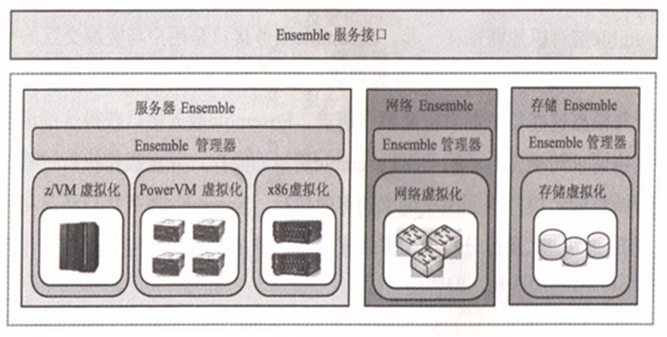 Ensemble 服务接口
服务器 Ensemble
网络 Ensemble
存储 Ensemble
Ensemble 管理器
Ensemble 管理器
Ensemble 管理器
z/VM 虚拟化
PowerVM 虚拟化
x86虚拟化
网络虚拟化
存储虚拟化